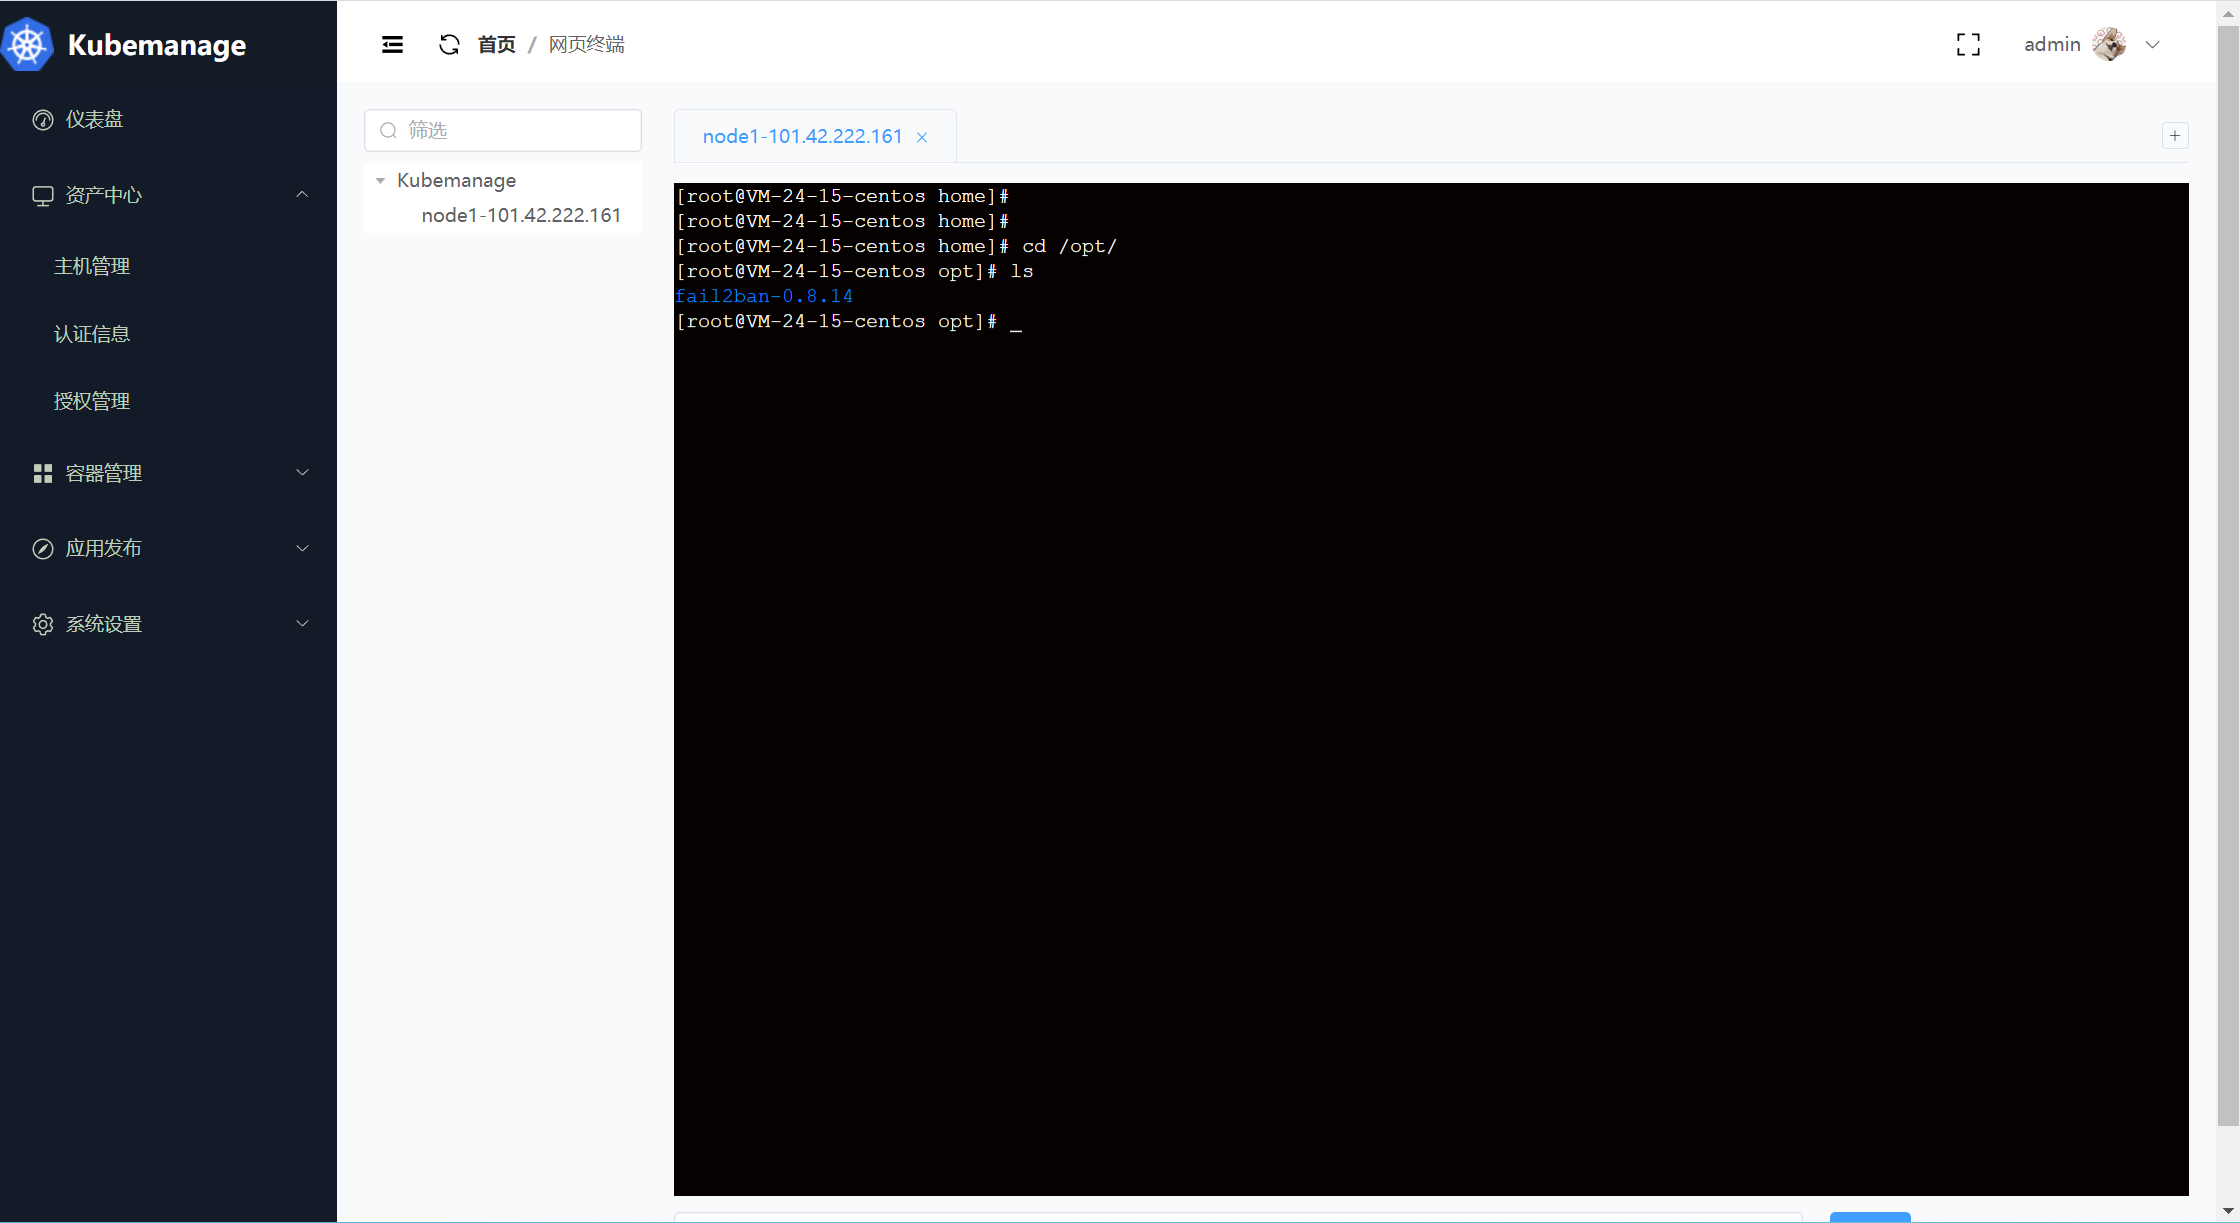 Kubemanage
仪表盘
资产中心
主机管理
认证信息
授权管理
容器管理
应用发布
系统设置
首页 / 网页终端
admin
筛选
Kubemanage
node1-101.42.222.161
node1-101.42.222.161
[root@VM-24-15-centos home]#
[root@VM-24-15-centos home]#
[root@VM-24-15-centos home]# cd /opt/
[root@VM-24-15-centos opt]# ls
fail2ban-0.8.14
[root@VM-24-15-centos opt]# _